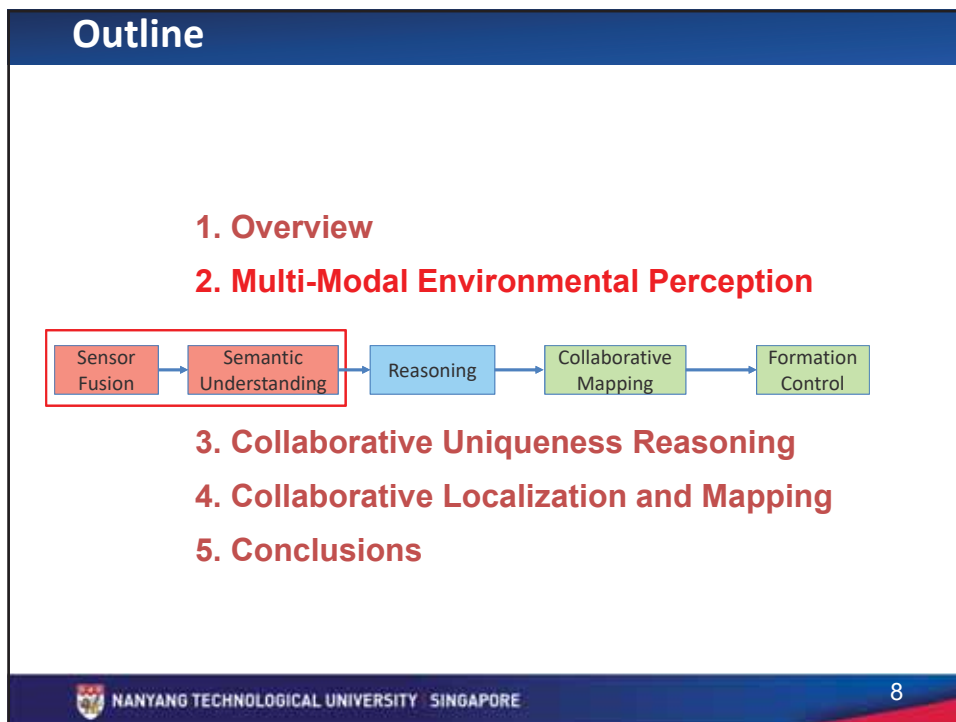 Outline
1. Overview
2. Multi-Modal Environmental Perception
Sensor
Fusion
Semantic
Understanding
Reasoning
Collaborative
Mapping
Formation
Control
3. Collaborative Uniqueness Reasoning
4. Collaborative Localization and Mapping
5. Conclusions
NANYANG TECHNOLOGICAL UNIVERSITY SINGAPORE
8